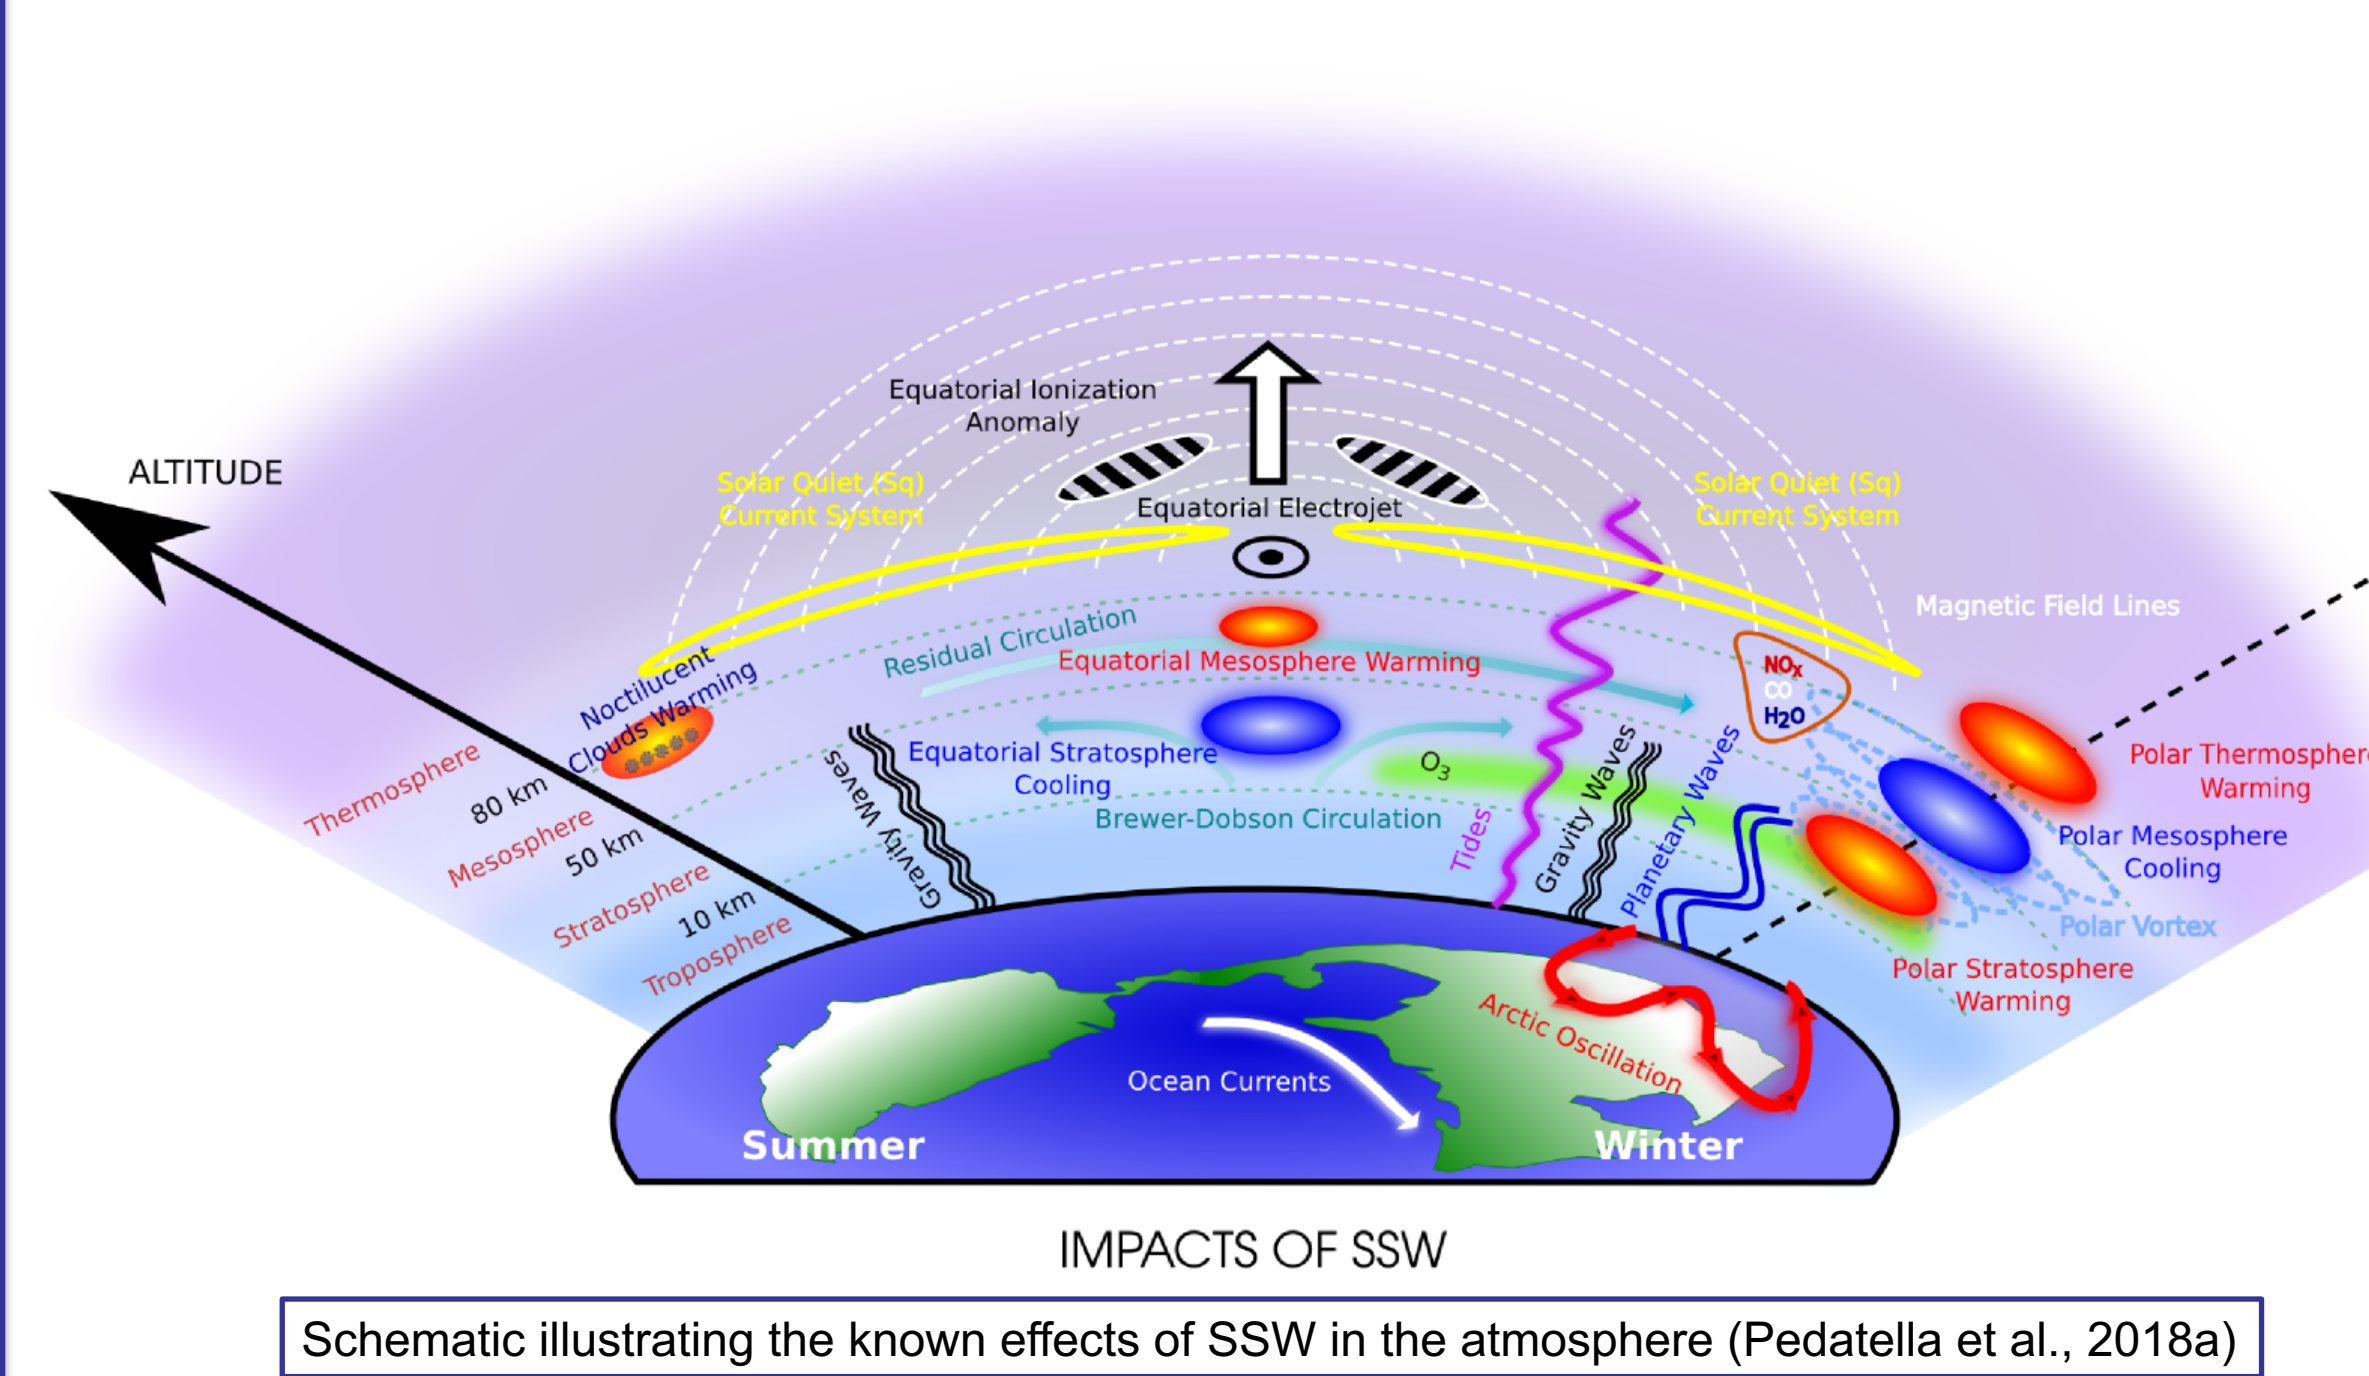 Equatorial Ionization
Anomaly
ALTITUDE
Solar Quiet (Sq)
Current System
Solar Quiet (Sq)
Current System
Equatorial Electrojet
Magnetic Field Lines
Residual Circulation
Equatorial Mesosphere Warming
Noctilucent
Clouds Warming
NOx
CO
H2O
Thermosphere
80 km
Mesosphere
50 km
Stratosphere
10 km
Troposphere
Gravity Waves
Equatorial Stratosphere
Cooling
Brewer-Dobson Circulation
O3
Tides
Gravity Waves
Planetary Waves
Polar Thermosphere
Warming
Polar Mesosphere
Cooling
Polar Vortex
Polar Stratosphere
Warming
Arctic Oscillation
Ocean Currents
Summer
Winter
IMPACTS OF SSW
Schematic illustrating the known effects of SSW in the atmosphere (Pedatella et al., 2018a)